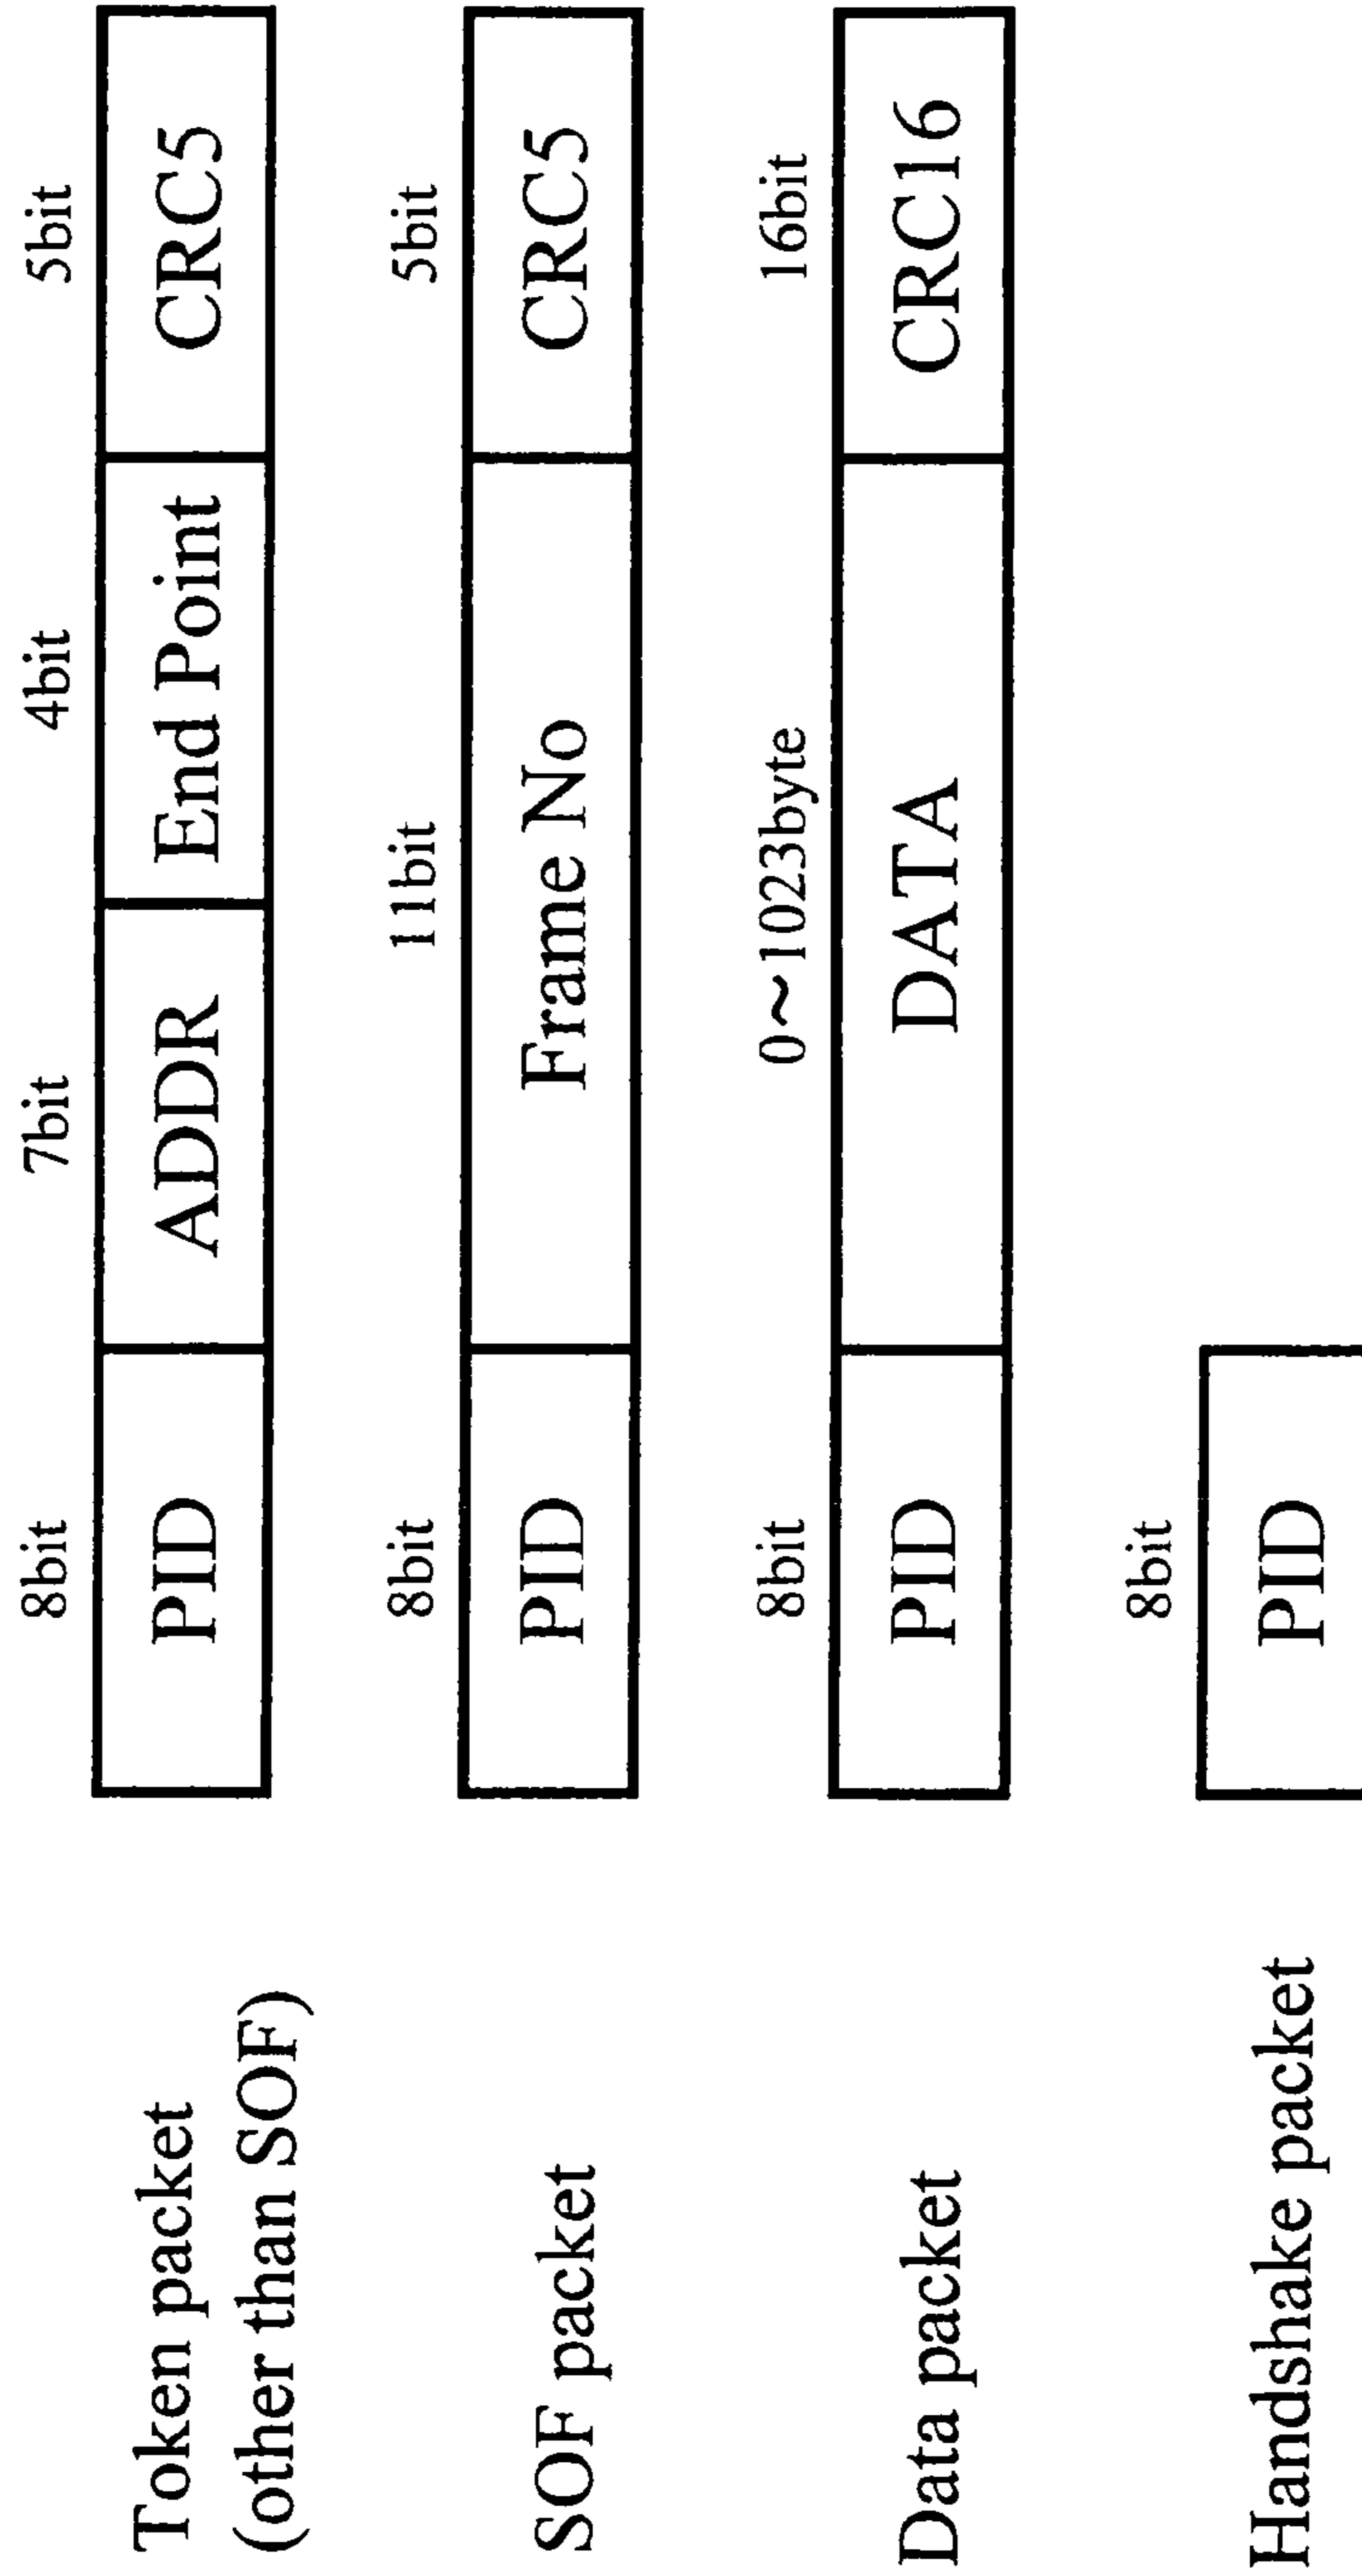 8bit 7bit 4bit 5bit
Token packet PID ADDR End Point CRC5
(other than SOF)
8bit 11bit 5bit
SOF packet PID Frame No CRC5
8bit 0~1023byte 16bit
Data packet PID DATA CRC16
8bit
Handshake packet PID